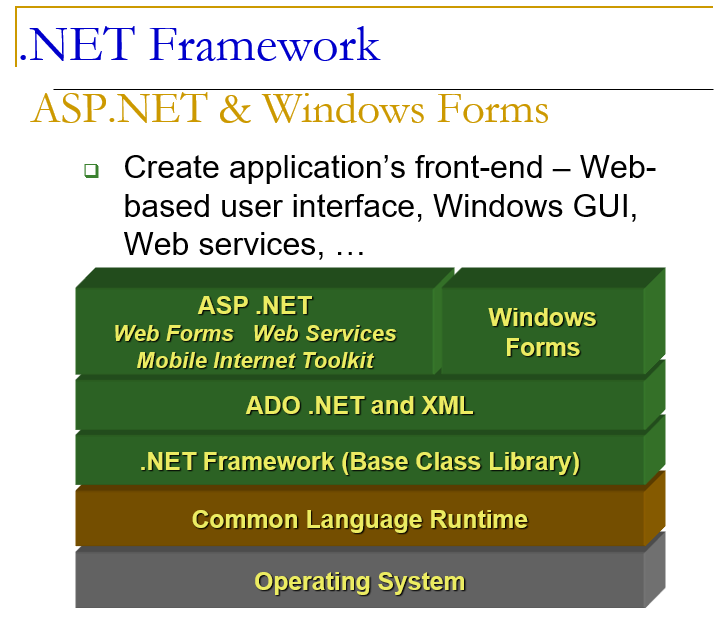 .NET Framework
ASP.NET & Windows Forms
Create application’s front-end – Web-
based user interface, Windows GUI,
Web services, …
ASP .NET
Web Forms Web Services
Mobile Internet Toolkit
Windows
Forms
ADO .NET and XML
.NET Framework (Base Class Library)
Common Language Runtime
Operating System